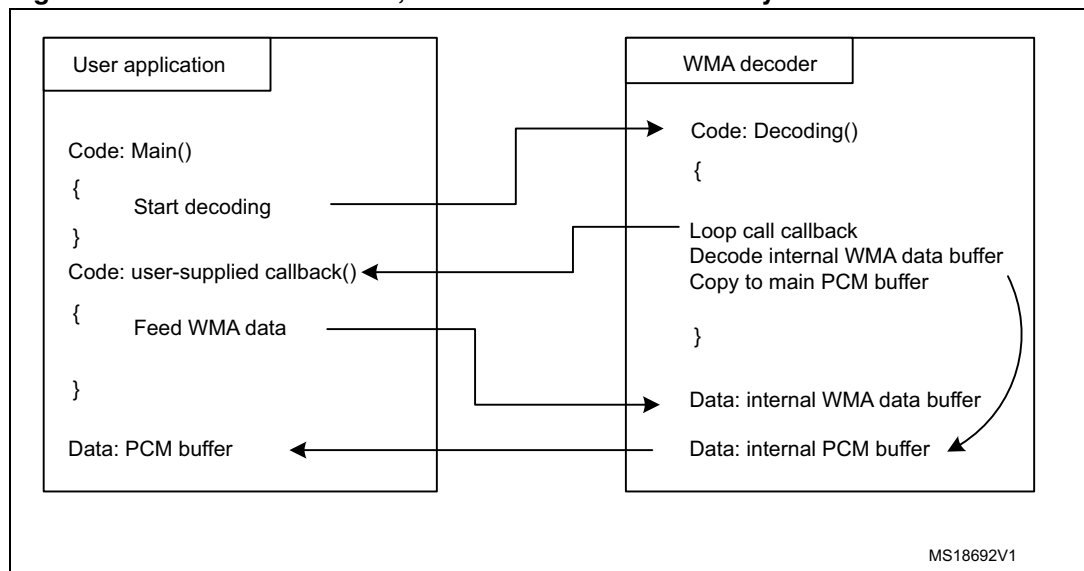 User application
Code: Main()
{
Start decoding
}
Code: user-supplied callback()
{
Feed WMA data
}
Data: PCM buffer
WMA decoder
Code: Decoding()
{
Loop call callback
Decode internal WMA data buffer
Copy to main PCM buffer
}
Data: internal WMA data buffer
Data: internal PCM buffer
MS18692V1